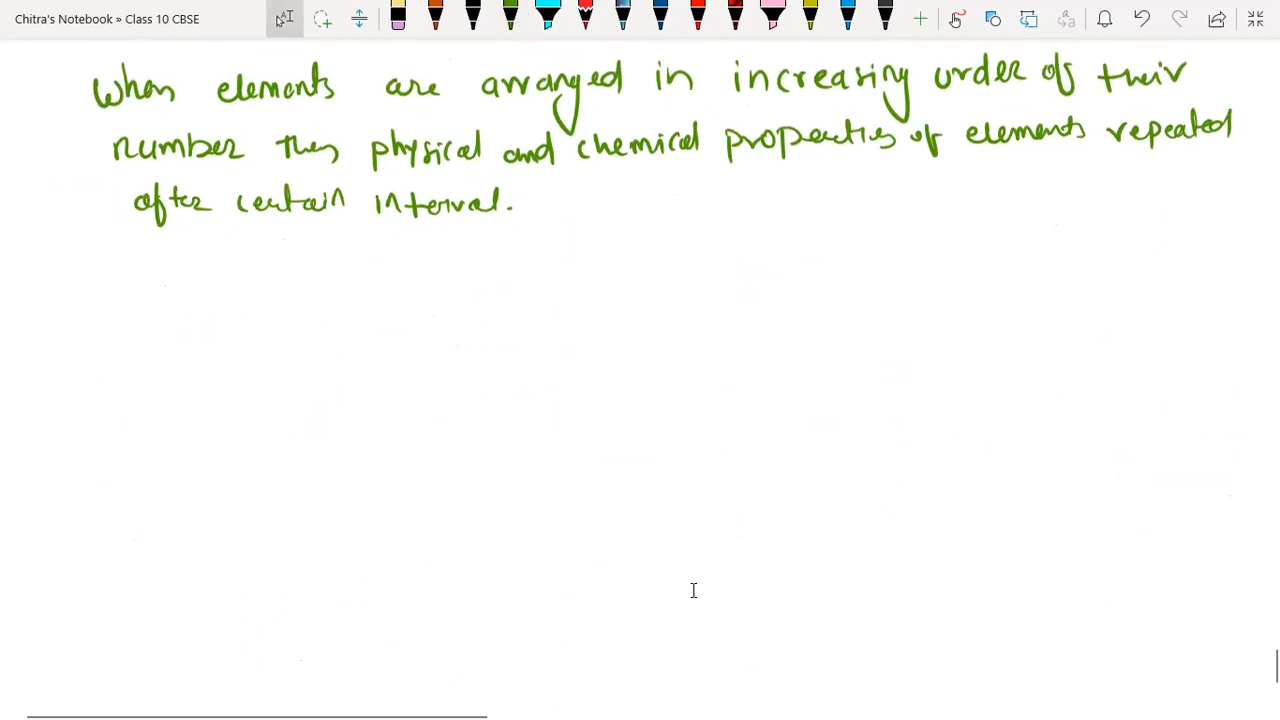 Chitra's Notebook » Class 10 CBSE
When elements are arranged in increasing order of their
number then physical and chemical properties of elements repeated
after certain interval.